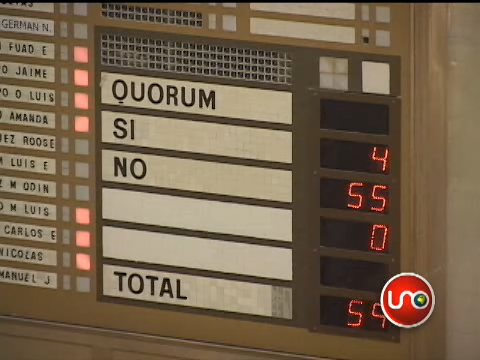 GERMAN N.
FUAD E
O JAIME
O O LUIS
O AMANDA
EZ ROOSE
LUIS E
M ODIN
M LUIS
CARLOS E
NICOLAS
MANUEL J
QUORUM
SI 4
NO 55
0
TOTAL 59
UNO